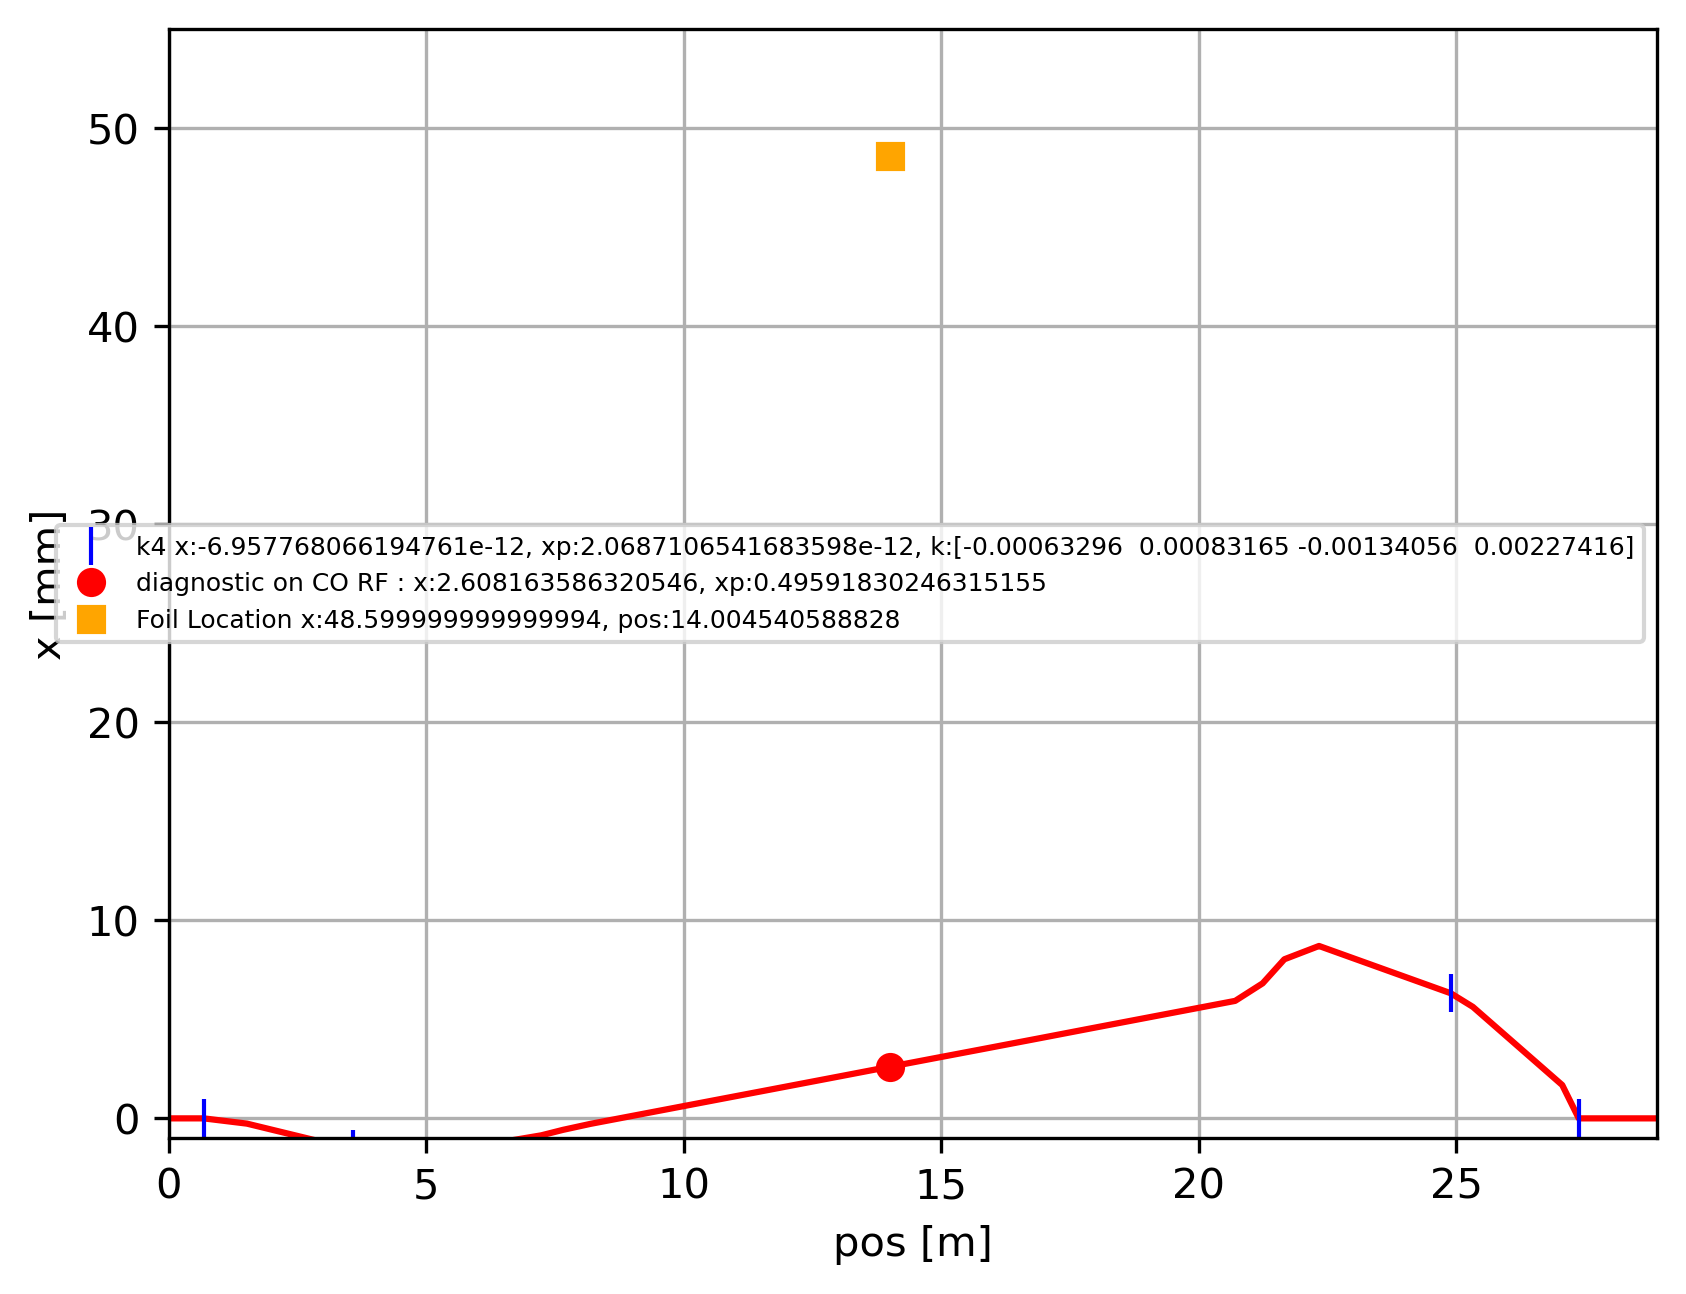 50
40
30
x [mm]
k4 x:-6.957768066194761e-12, xp:2.0687106541683598e-12, k:[-0.00063296  0.00083165 -0.00134056  0.00227416]
diagnostic on CO RF : x:2.608163586320546, xp:0.49591830246315155
Foil Location x:48.599999999999994, pos:14.004540588828
20
10
0
0 5 10 15 20 25
pos [m]